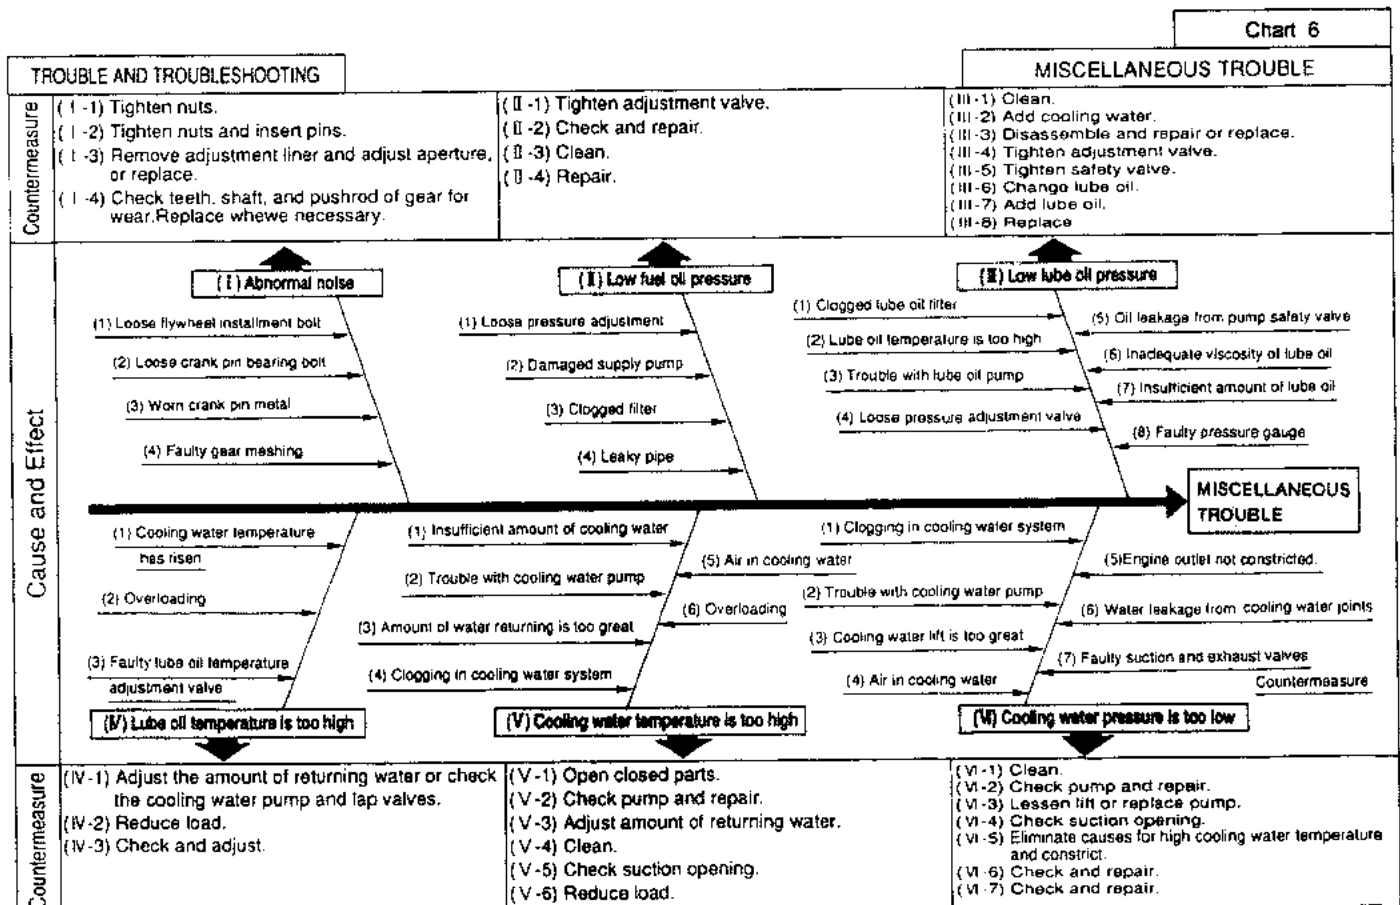 Chart 6
TROUBLE AND TROUBLESHOOTING
MISCELLANEOUS TROUBLE
Countermeasure
( I -1) Tighten nuts.
( I -2) Tighten nuts and insert pins.
( I -3) Remove adjustment liner and adjust aperture,
or replace.
( I -4) Check teeth. shaft, and pushrod of gear for
wear.Replace whewe necessary.
( II -1) Tighten adjustment valve.
( II -2) Check and repair.
( II -3) Clean.
( II -4) Repair.
( III -1) Clean.
( III -2) Add cooling water.
( III -3) Disassemble and repair or replace.
( III -4) Tighten adjustment valve.
( III -5) Tighten safety valve.
( III -6) Change lube oil.
( III -7) Add lube oil.
( III -8) Replace
Cause and Effect
( I ) Abnormal noise
(1) Loose flywheel installment bolt
(2) Loose crank pin bearing bolt
(3) Worn crank pin metal
(4) Faulty gear meshing
( II ) Low fuel oil pressure
(1) Loose pressure adjustment
(2) Damaged supply pump
(3) Clogged filter
(4) Leaky pipe
( III ) Low lube oil pressure
(1) Clogged lube oil filter
(2) Lube oil temperature is too high
(3) Trouble with lube oil pump
(4) Loose pressure adjustment valve
(5) Oil leakage from pump safety valve
(6) Inadequate viscosity of lube oil
(7) Insufficient amount of lube oil
(8) Faulty pressure gauge
MISCELLANEOUS
TROUBLE
(1) Cooling water temperature
has risen
(2) Overloading
(3) Faulty lube oil temperature
adjustment valve
(IV) Lube oil temperature is too high
(1) Insufficient amount of cooling water
(2) Trouble with cooling water pump
(3) Amount of water returning is too great
(4) Clogging in cooling water system
(5) Air in cooling water
(6) Overloading
(V) Cooling water temperature is too high
(1) Clogging in cooling water system
(2) Trouble with cooling water pump
(3) Cooling water lift is too great
(4) Air in cooling water
(5)Engine outlet not constricted.
(6) Water leakage from cooling water joints
(7) Faulty suction and exhaust valves
Countermeasure
(VI) Cooling water pressure is too low
Countermeasure
(IV-1) Adjust the amount of returning water or check
the cooling water pump and lap valves.
(IV-2) Reduce load.
(IV-3) Check and adjust.
(V-1) Open closed parts.
(V-2) Check pump and repair.
(V-3) Adjust amount of returning water.
(V-4) Clean.
(V-5) Check suction opening.
(V-6) Reduce load.
(VI-1) Clean.
(VI-2) Check pump and repair.
(VI-3) Lessen lift or replace pump.
(VI-4) Check suction opening.
(VI-5) Eliminate causes for high cooling water temperature
and constrict.
(VI-6) Check and repair.
(VI-7) Check and repair.